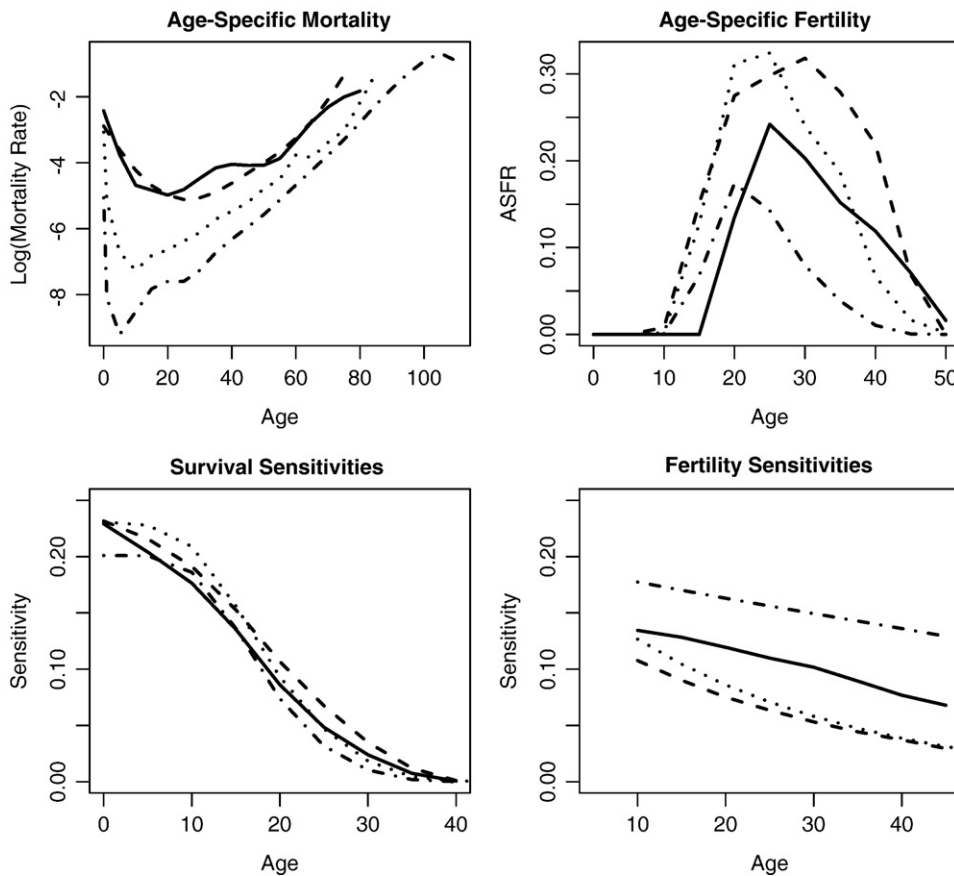 Age-Specific Mortality
Log(Mortality Rate)
-2
-4
-6
-8
0 20 40 60 80 100
Age
Age-Specific Fertility
ASFR
0.30
0.20
0.10
0.00
0 10 20 30 40 50
Age
Survival Sensitivities
Sensitivity
0.20
0.10
0.00
0 10 20 30 40
Age
Fertility Sensitivities
Sensitivity
0.20
0.10
0.00
10 20 30 40
Age